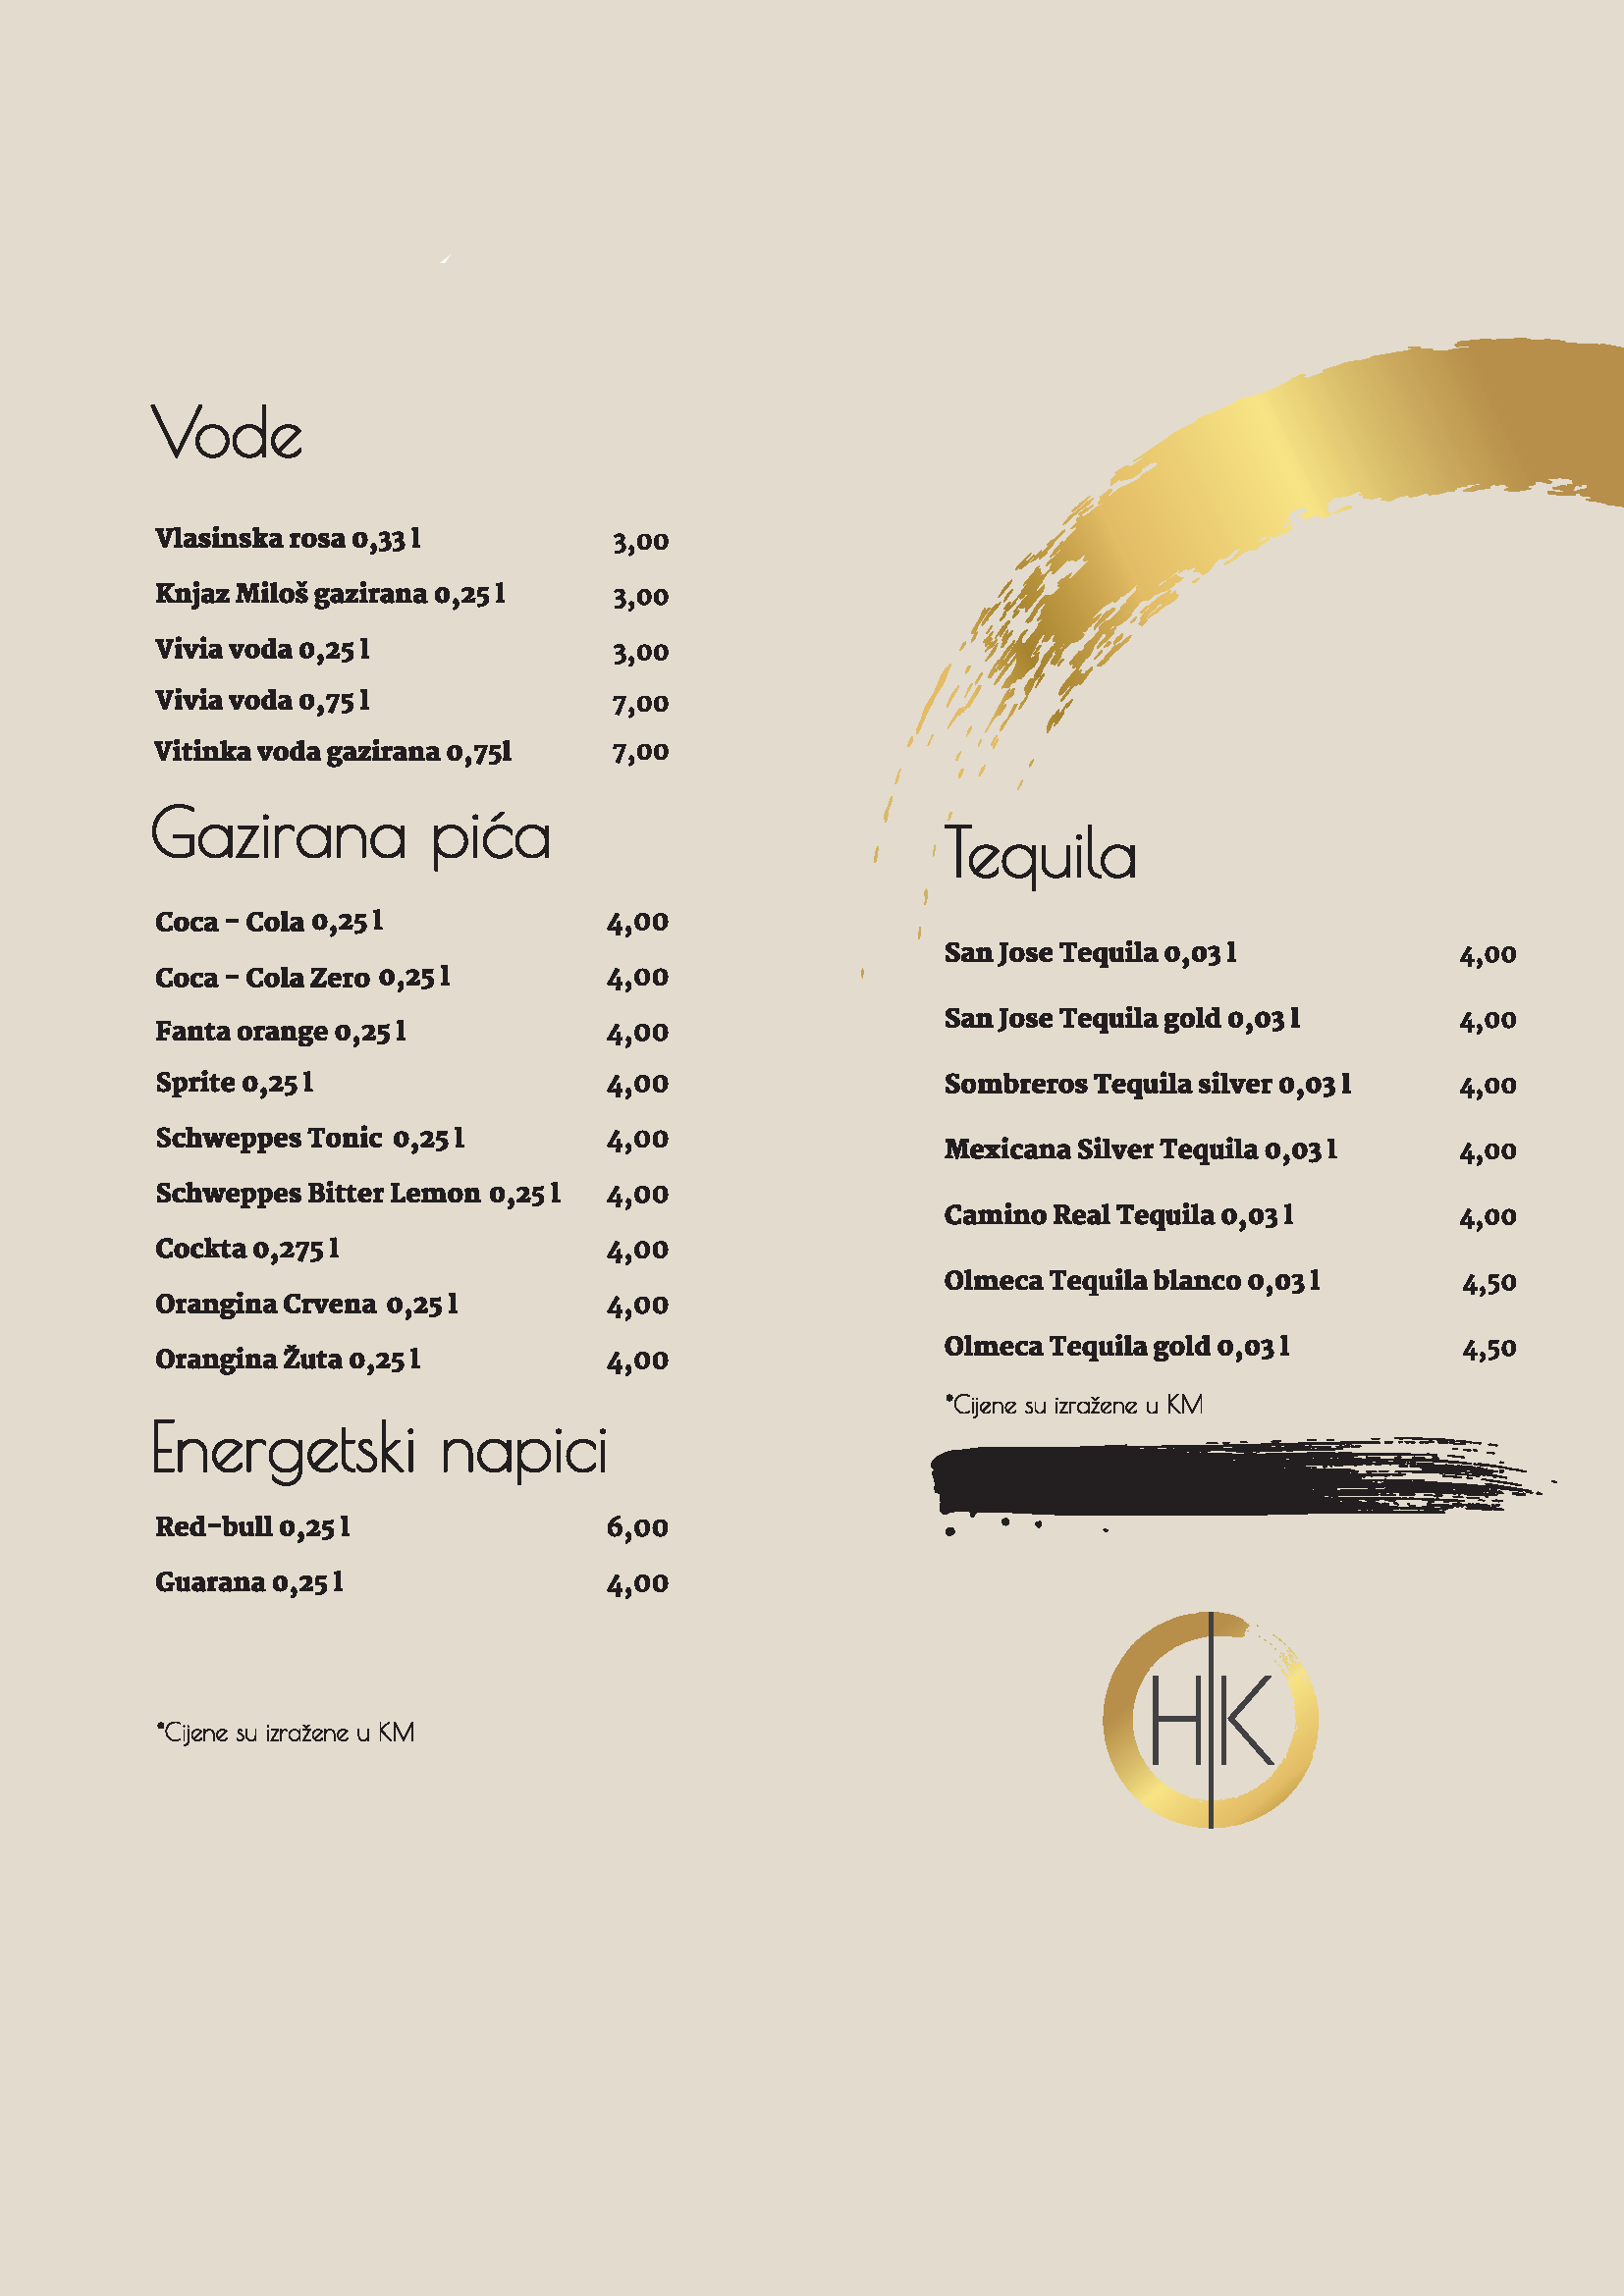 Vode
Vlasinska rosa 0,33 l 3,00
Knjaz Miloš gazirana 0,25 l 3,00
Vivia voda 0,25 l 3,00
Vivia voda 0,75 l 7,00
Vitinka voda gazirana 0,75l 7,00
Gazirana pića
Coca - Cola 0,25 l 4,00
Coca - Cola Zero 0,25 l 4,00
Fanta orange 0,25 l 4,00
Sprite 0,25 l 4,00
Schweppes Tonic 0,25 l 4,00
Schweppes Bitter Lemon 0,25 l 4,00
Cockta 0,275 l 4,00
Orangina Crvena 0,25 l 4,00
Orangina Žuta 0,25 l 4,00
Energetski napici
Red-bull 0,25 l 6,00
Guarana 0,25 l 4,00
*Cijene su izražene u KM
Tequila
San Jose Tequila 0,03 l 4,00
San Jose Tequila gold 0,03 l 4,00
Sombreros Tequila silver 0,03 l 4,00
Mexicana Silver Tequila 0,03 l 4,00
Camino Real Tequila 0,03 l 4,00
Olmeca Tequila blanco 0,03 l 4,50
Olmeca Tequila gold 0,03 l 4,50
*Cijene su izražene u KM
H|K